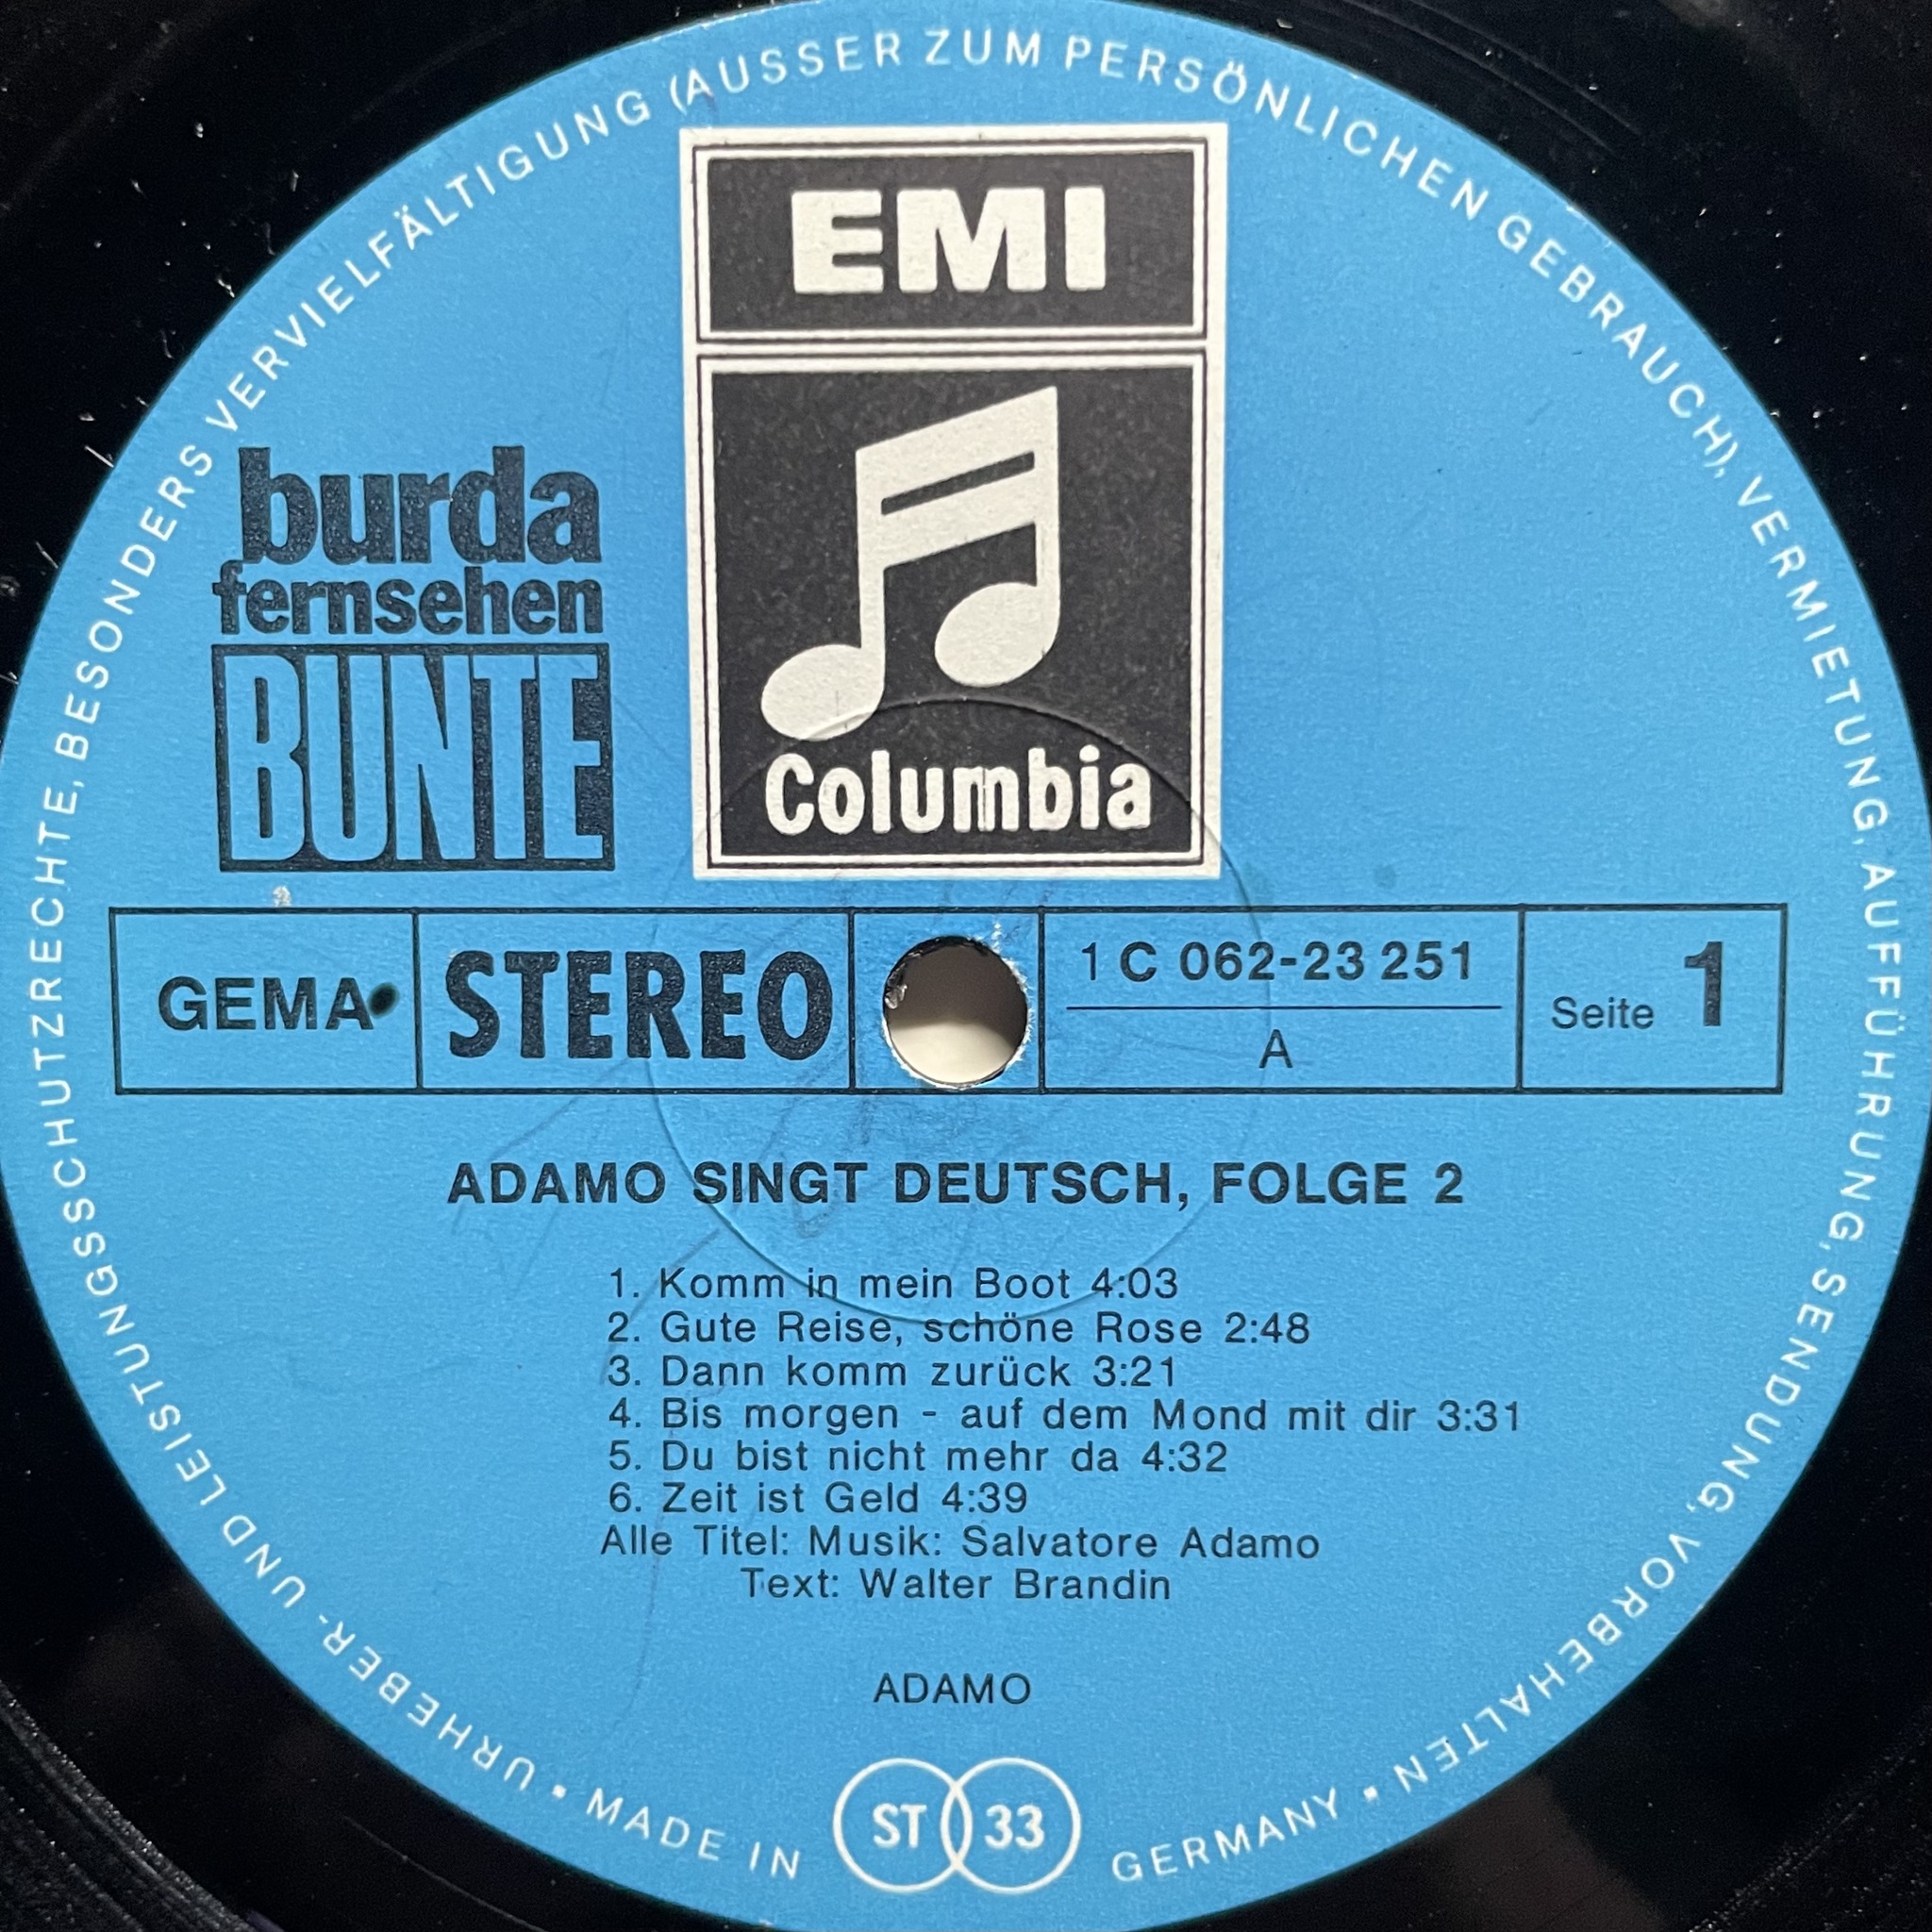 URHEBER- UND LEISTUNGSSCHUTZRECHTE, BESONDERS VERVIELFÄLTIGUNG (AUSSER ZUM PERSÖNLICHEN GEBRAUCH), VERMIETUNG, AUFFÜHRUNG, SENDUNG, VORBEHALTEN
EMI
Columbia
burda
fernsehen
BUNTE
GEMA
STEREO
1 C 062-23 251
A
Seite 1
ADAMO SINGT DEUTSCH, FOLGE 2
1. Komm in mein Boot 4:03
2. Gute Reise, schöne Rose 2:48
3. Dann komm zurück 3:21
4. Bis morgen - auf dem Mond mit dir 3:31
5. Du bist nicht mehr da 4:32
6. Zeit ist Geld 4:39
Alle Titel: Musik: Salvatore Adamo
Text: Walter Brandin
ADAMO
ST 33
• MADE IN GERMANY •